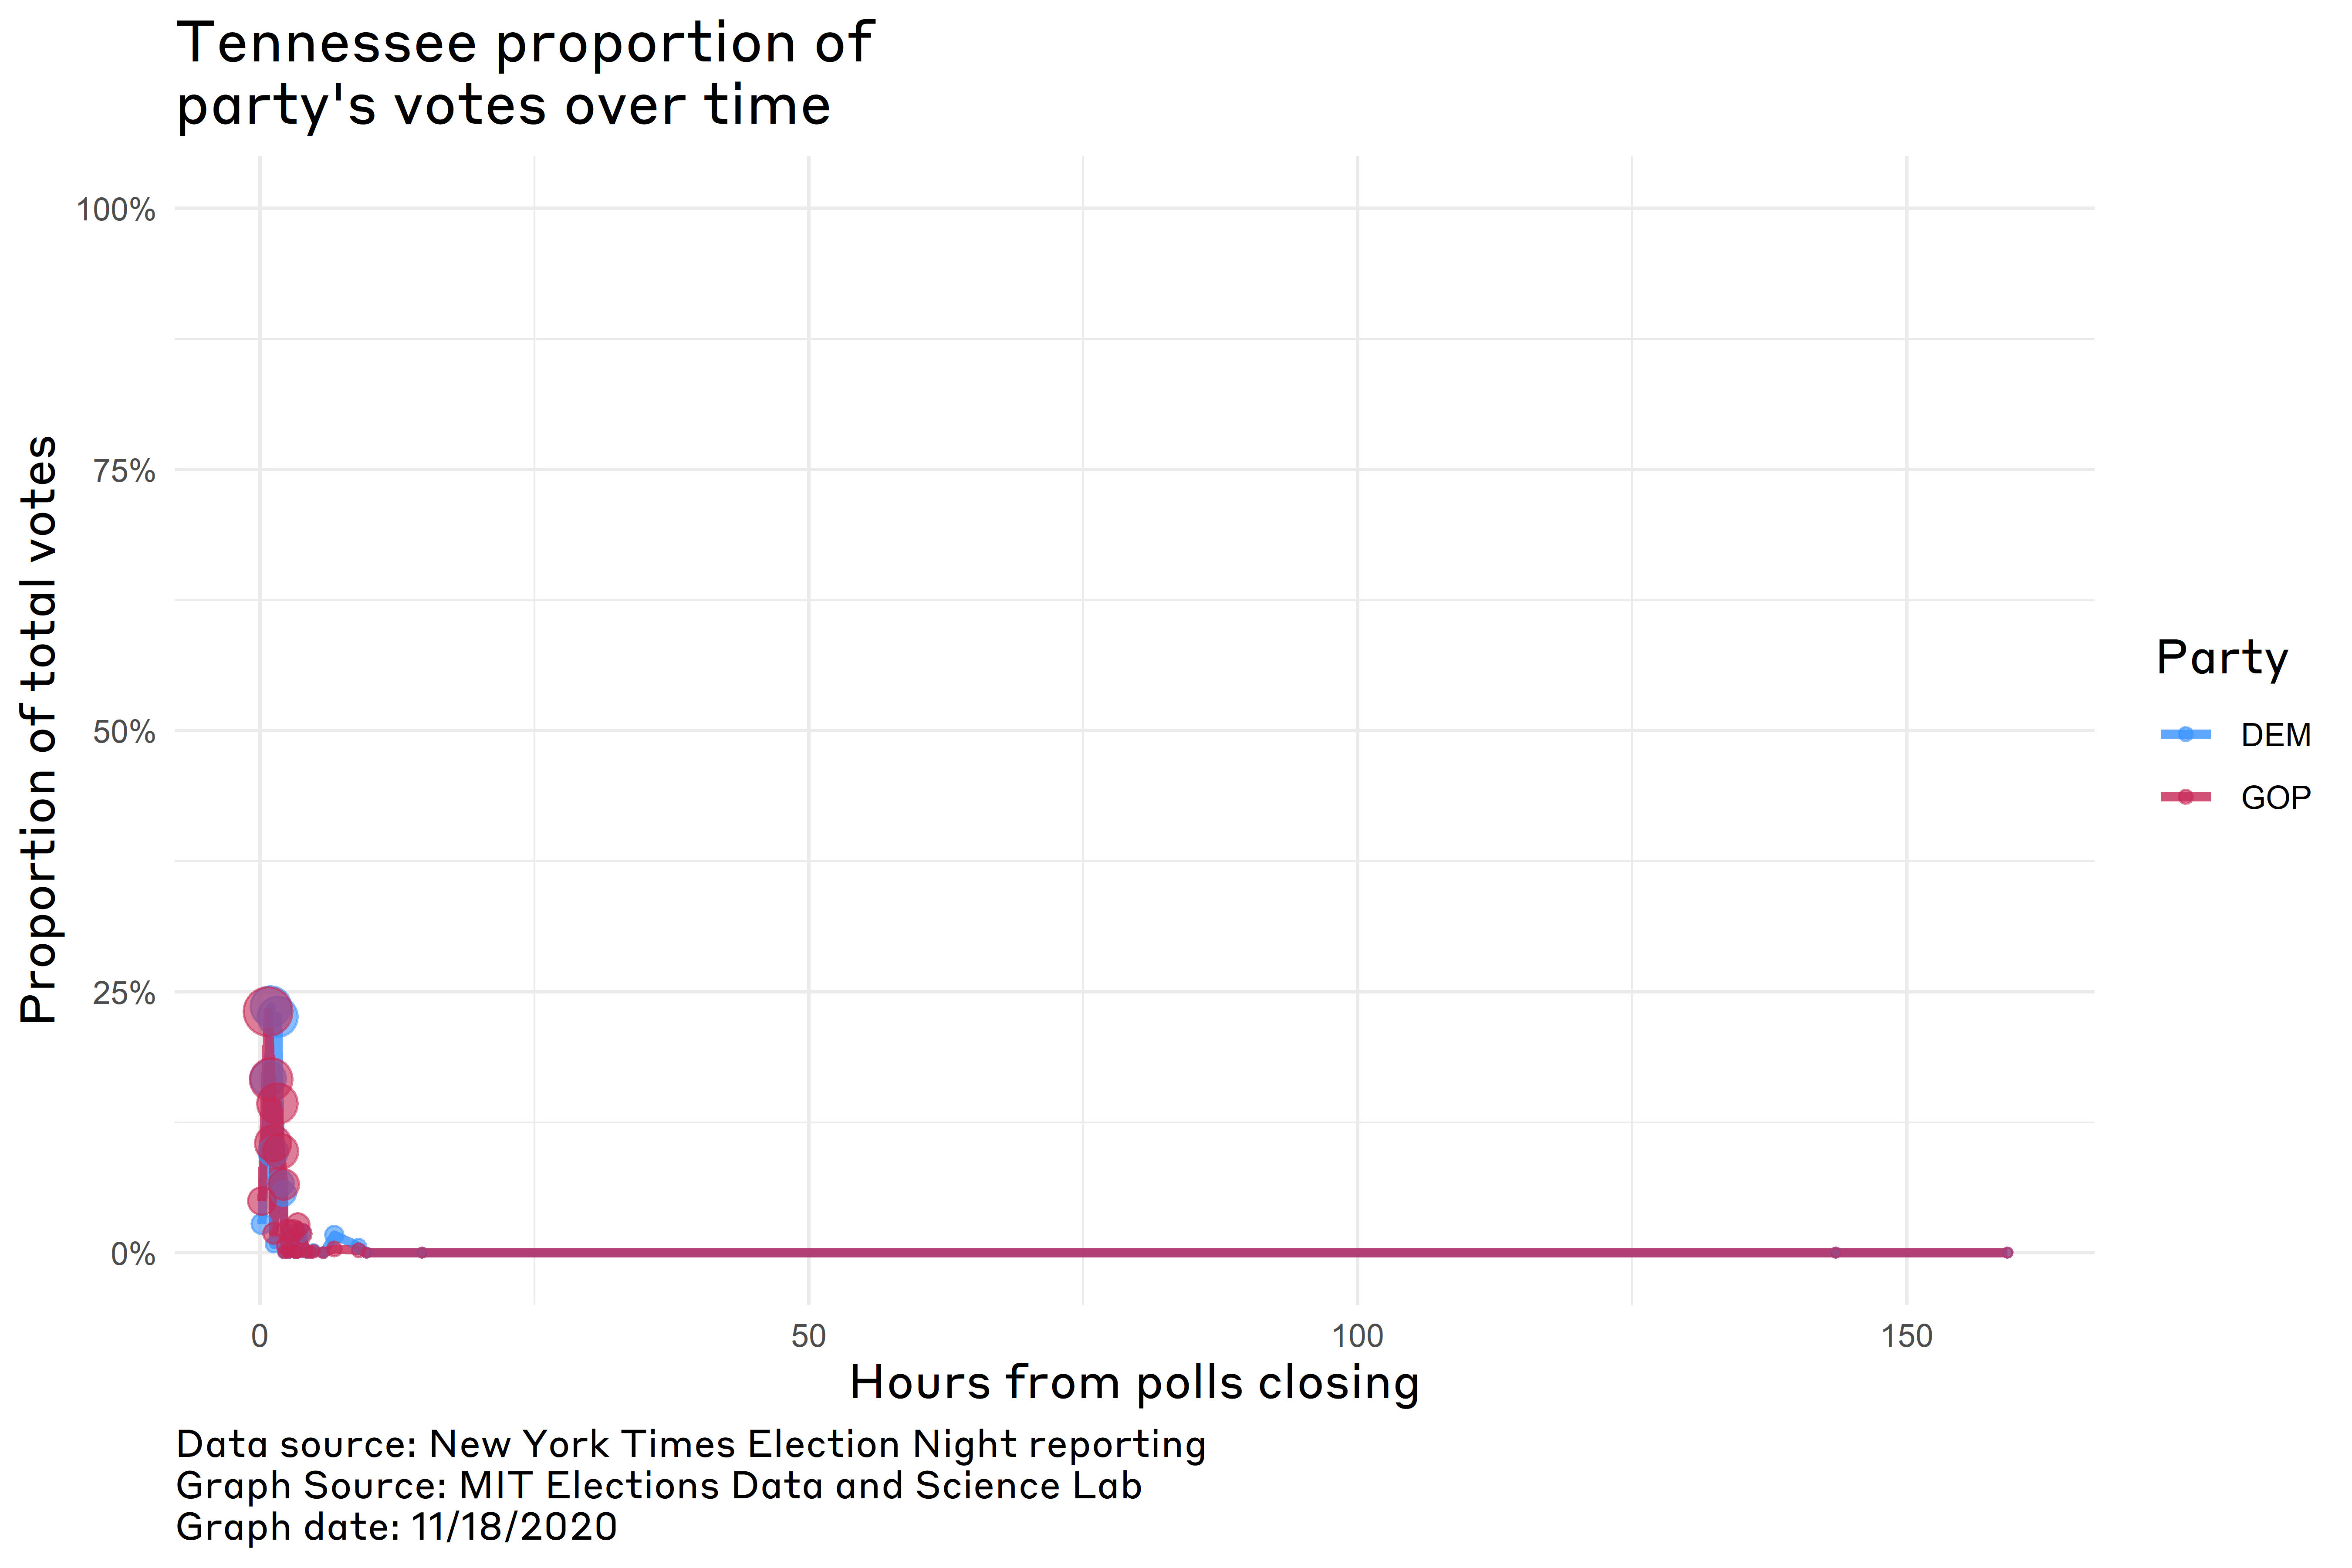 Tennessee proportion of
party's votes over time
Proportion of total votes
100%
75%
50%
25%
0%
0
50
100
150
Hours from polls closing
Party
DEM
GOP
Data source: New York Times Election Night reporting
Graph Source: MIT Elections Data and Science Lab
Graph date: 11/18/2020